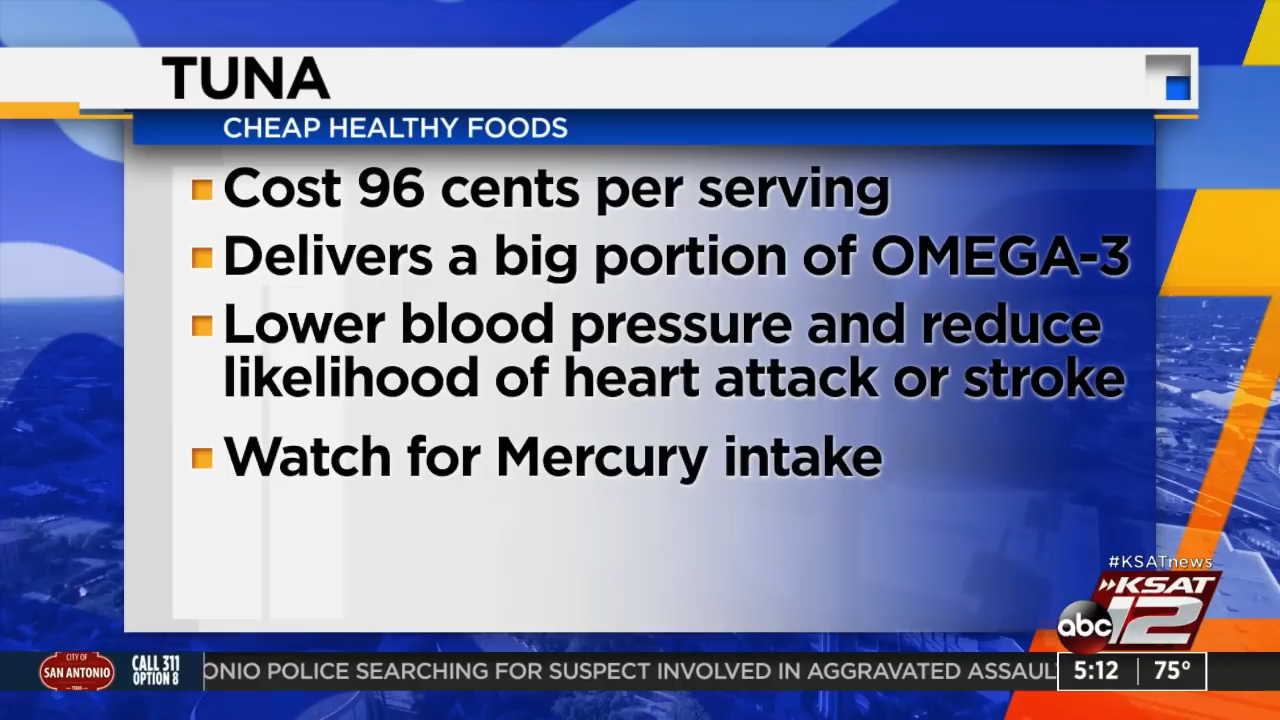 TUNA
CHEAP HEALTHY FOODS
Cost 96 cents per serving
Delivers a big portion of OMEGA-3
Lower blood pressure and reduce
likelihood of heart attack or stroke
Watch for Mercury intake
#KSATnews
KSAT
abc 12
CITY OF
SAN ANTONIO
TEXAS
CALL 311
OPTION 8
ONIO POLICE SEARCHING FOR SUSPECT INVOLVED IN AGGRAVATED ASSAUL
5:12 75°